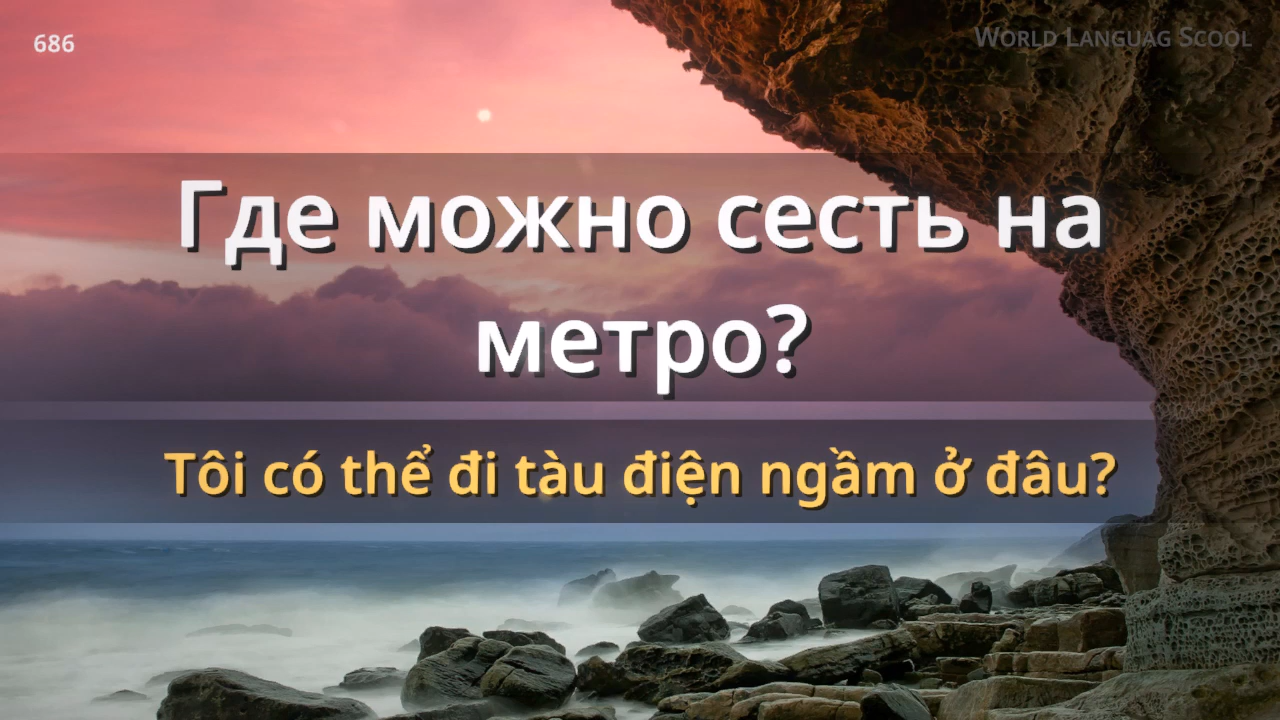 686
World Languag Scool
Где можно сесть на
метро?
Tôi có thể đi tàu điện ngầm ở đâu?